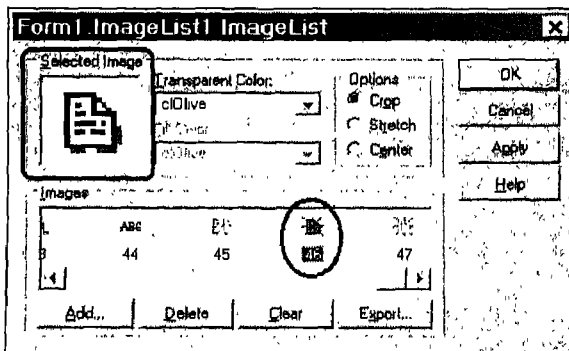 Form1.ImageList1 ImageList
Selected Image
Transparent Color:
clOlive
Options
Crop
Stretch
Center
OK
Cancel
Apply
Help
Images
ABC
44 45 47
Add... Delete Clear Export...